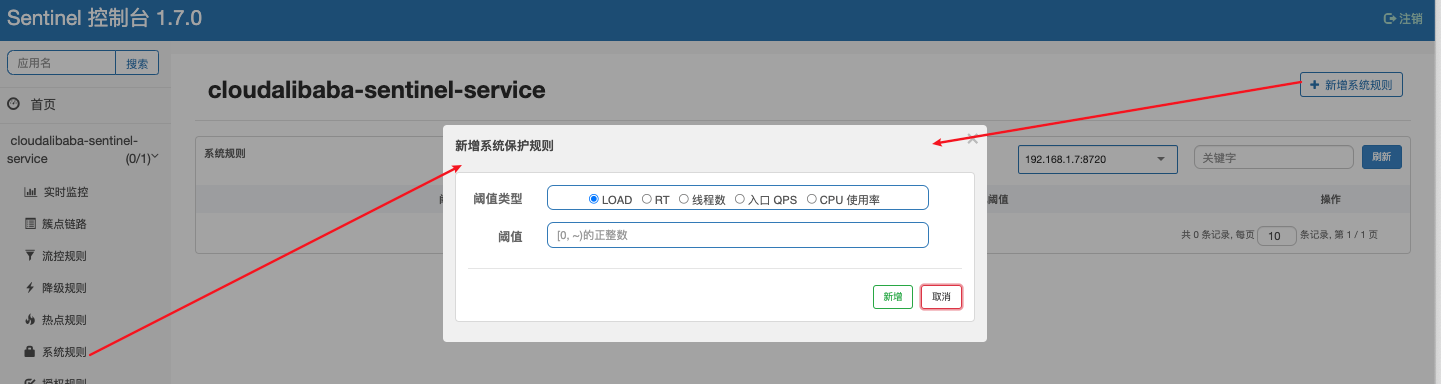 Sentinel 控制台 1.7.0
注销
应用名
搜索
首页
cloudalibaba-sentinel-service
(0/1)
实时监控
簇点链路
流控规则
降级规则
热点规则
系统规则
授权规则
cloudalibaba-sentinel-service
新增系统规则
系统规则
192.168.1.7:8720
关键字
刷新
阈值
操作
共 0 条记录, 每页 10 条记录, 第 1 / 1 页
新增系统保护规则
×
阈值类型
LOAD RT 线程数 入口 QPS CPU 使用率
阈值
[0, ~)的正整数
新增
取消